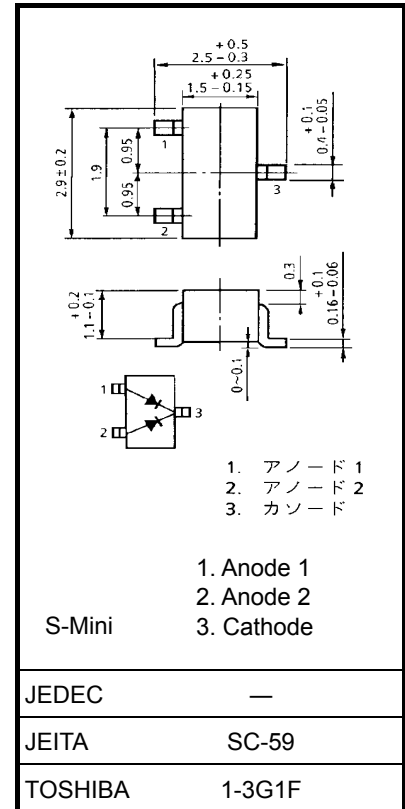 +0.5
2.5−0.3
+0.25
1.5−0.15
2.9±0.2
1.9
0.95
0.95
+0.1
0.4−0.05
1
2
3
+0.2
1.1−0.1
0.3
+0.1
0.16−0.06
0~0.1
1
2
3
1. アノード1
2. アノード2
3. カソード
1. Anode 1
2. Anode 2
S-Mini 3. Cathode
JEDEC —
JEITA SC-59
TOSHIBA 1-3G1F